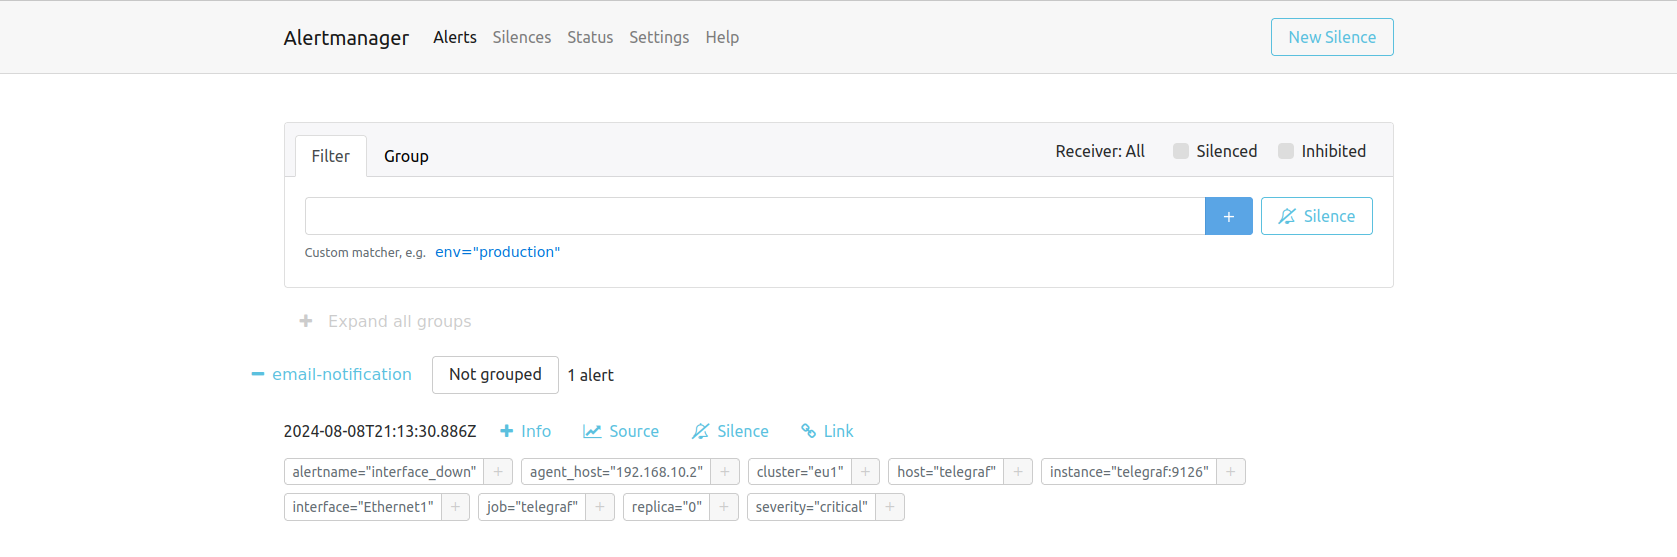 Alertmanager Alerts Silences Status Settings Help New Silence
Filter Group Receiver: All Silenced Inhibited
+ Silence
Custom matcher, e.g. env="production"
+ Expand all groups
− email-notification Not grouped 1 alert
2024-08-08T21:13:30.886Z + Info Source Silence Link
alertname="interface_down" + agent_host="192.168.10.2" + cluster="eu1" + host="telegraf" + instance="telegraf:9126" +
interface="Ethernet1" + job="telegraf" + replica="0" + severity="critical" +